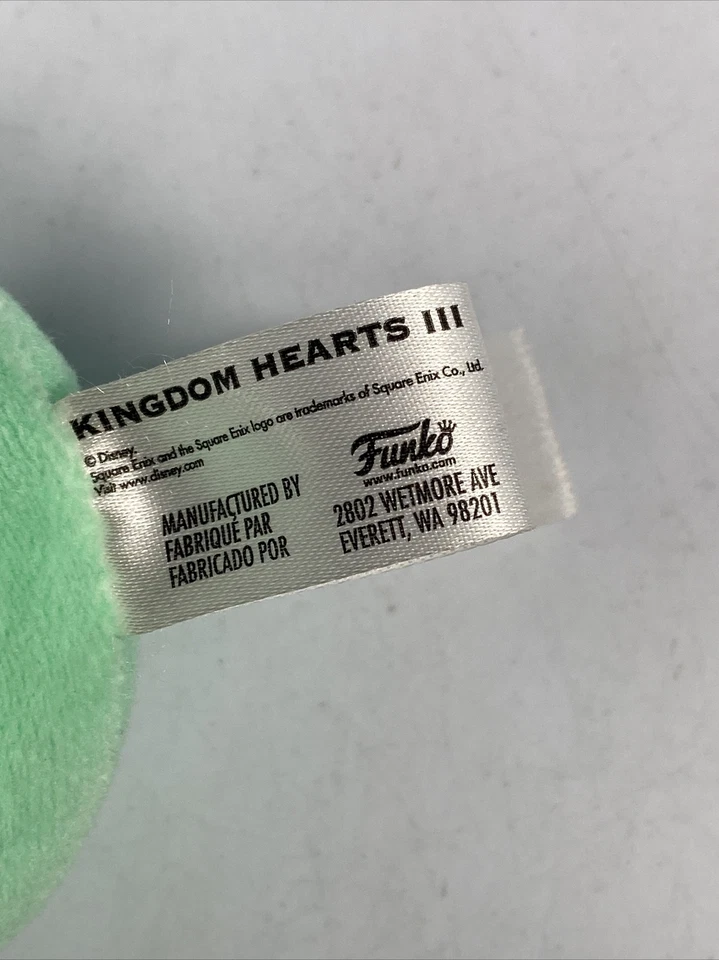 KINGDOM HEARTS III
© Disney.
Square Enix and the Square Enix logo are trademarks of Square Enix Co., Ltd.
Visit www.disney.com
MANUFACTURED BY
FABRIQUÉ PAR
FABRICADO POR
Funko
www.funko.com
2802 WETMORE AVE
EVERETT, WA 98201